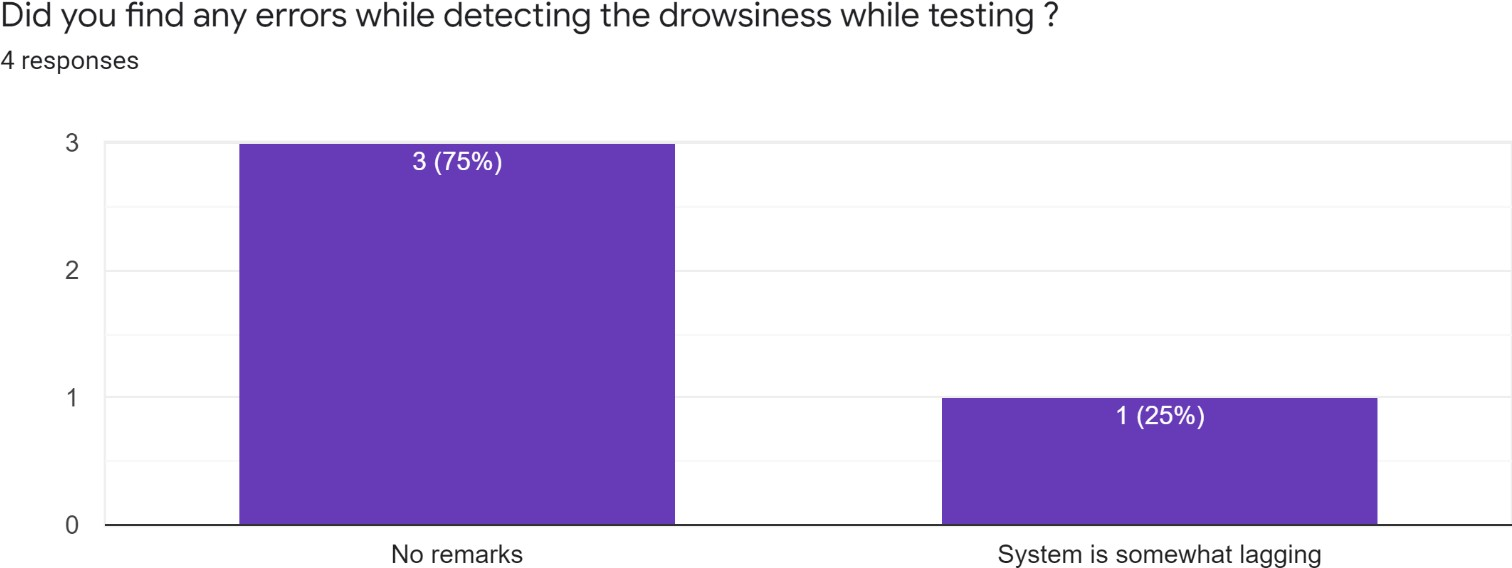 Did you find any errors while detecting the drowsiness while testing ?
4 responses
3
3 (75%)
2
1
1 (25%)
0
No remarks
System is somewhat lagging